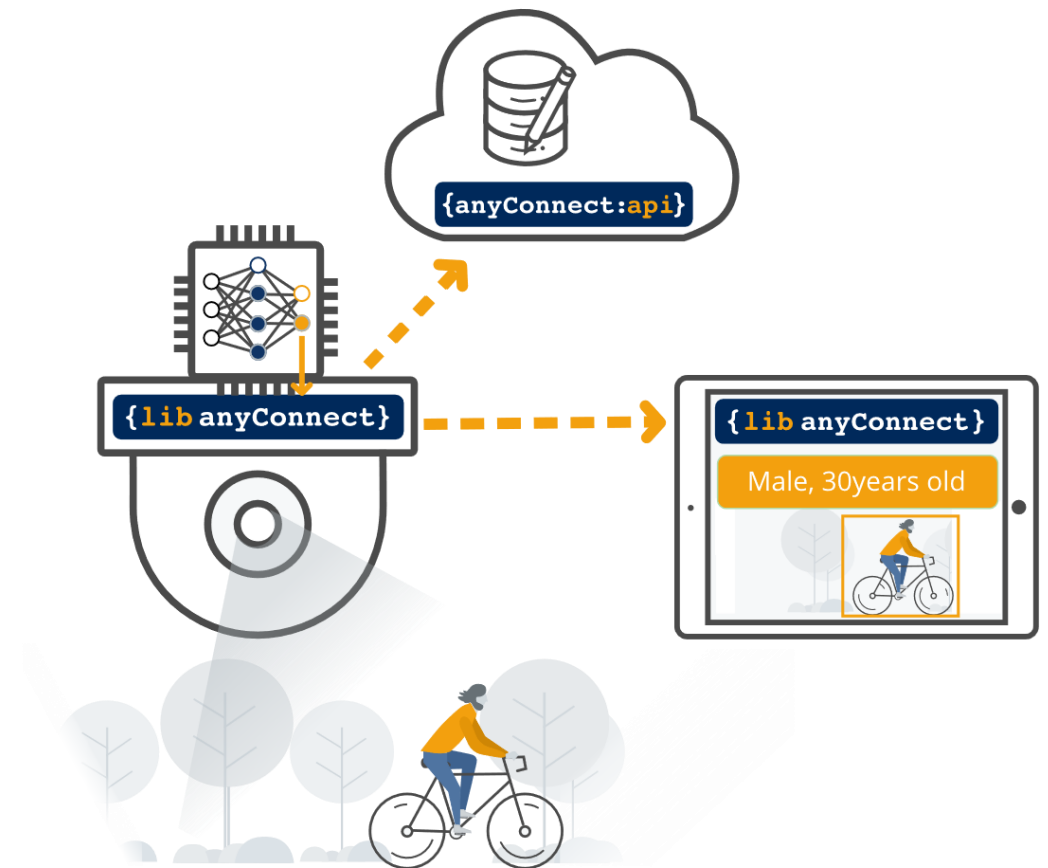 {anyConnect:api}
{lib anyConnect}
{lib anyConnect}
Male, 30years old